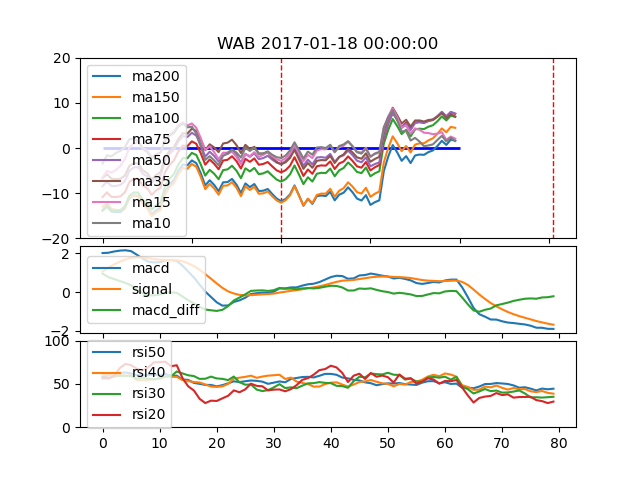 WAB 2017-01-18 00:00:00
20
10
0
−10
−20
ma200
ma150
ma100
ma75
ma50
ma35
ma15
ma10
2
0
−2
macd
signal
macd_diff
100
50
0
rsi50
rsi40
rsi30
rsi20
0 10 20 30 40 50 60 70 80